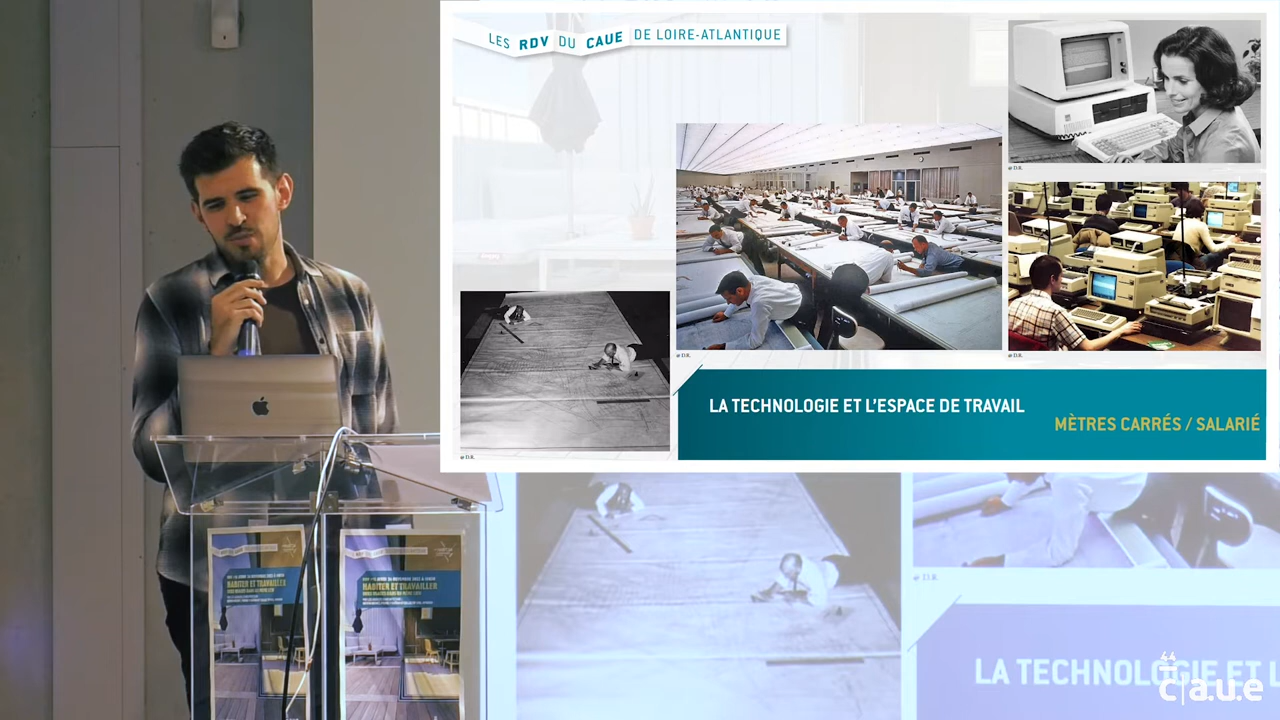 LES RDV DU CAUE DE LOIRE-ATLANTIQUE
@ D.R.
@ D.R.
@ D.R.
@ D.R.
LA TECHNOLOGIE ET L'ESPACE DE TRAVAIL
MÈTRES CARRÉS / SALARIÉ
HABITER ET TRAVAILLER
HABITER ET TRAVAILLER
@ D.R.
LA TECHNOLOGIE ET L
44
c|a.u.e